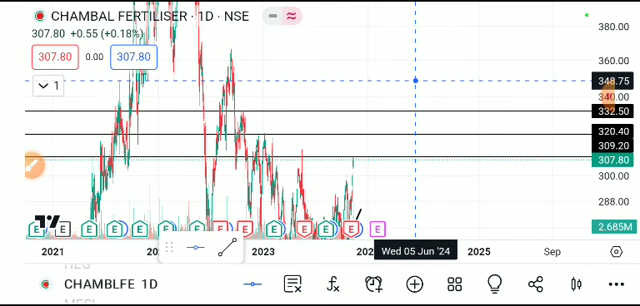 CHAMBAL FERTILISER · 1D · NSE
307.80 +0.55 (+0.18%)
307.80 0.00 307.80
1
380.00
360.00
348.75
340.00
332.50
320.40
309.20
307.80
300.00
288.00
2.685M
E E E E E E E E E E E E
2021 2023 Wed 05 Jun '24 2025 Sep
CHAMBLFE 1D